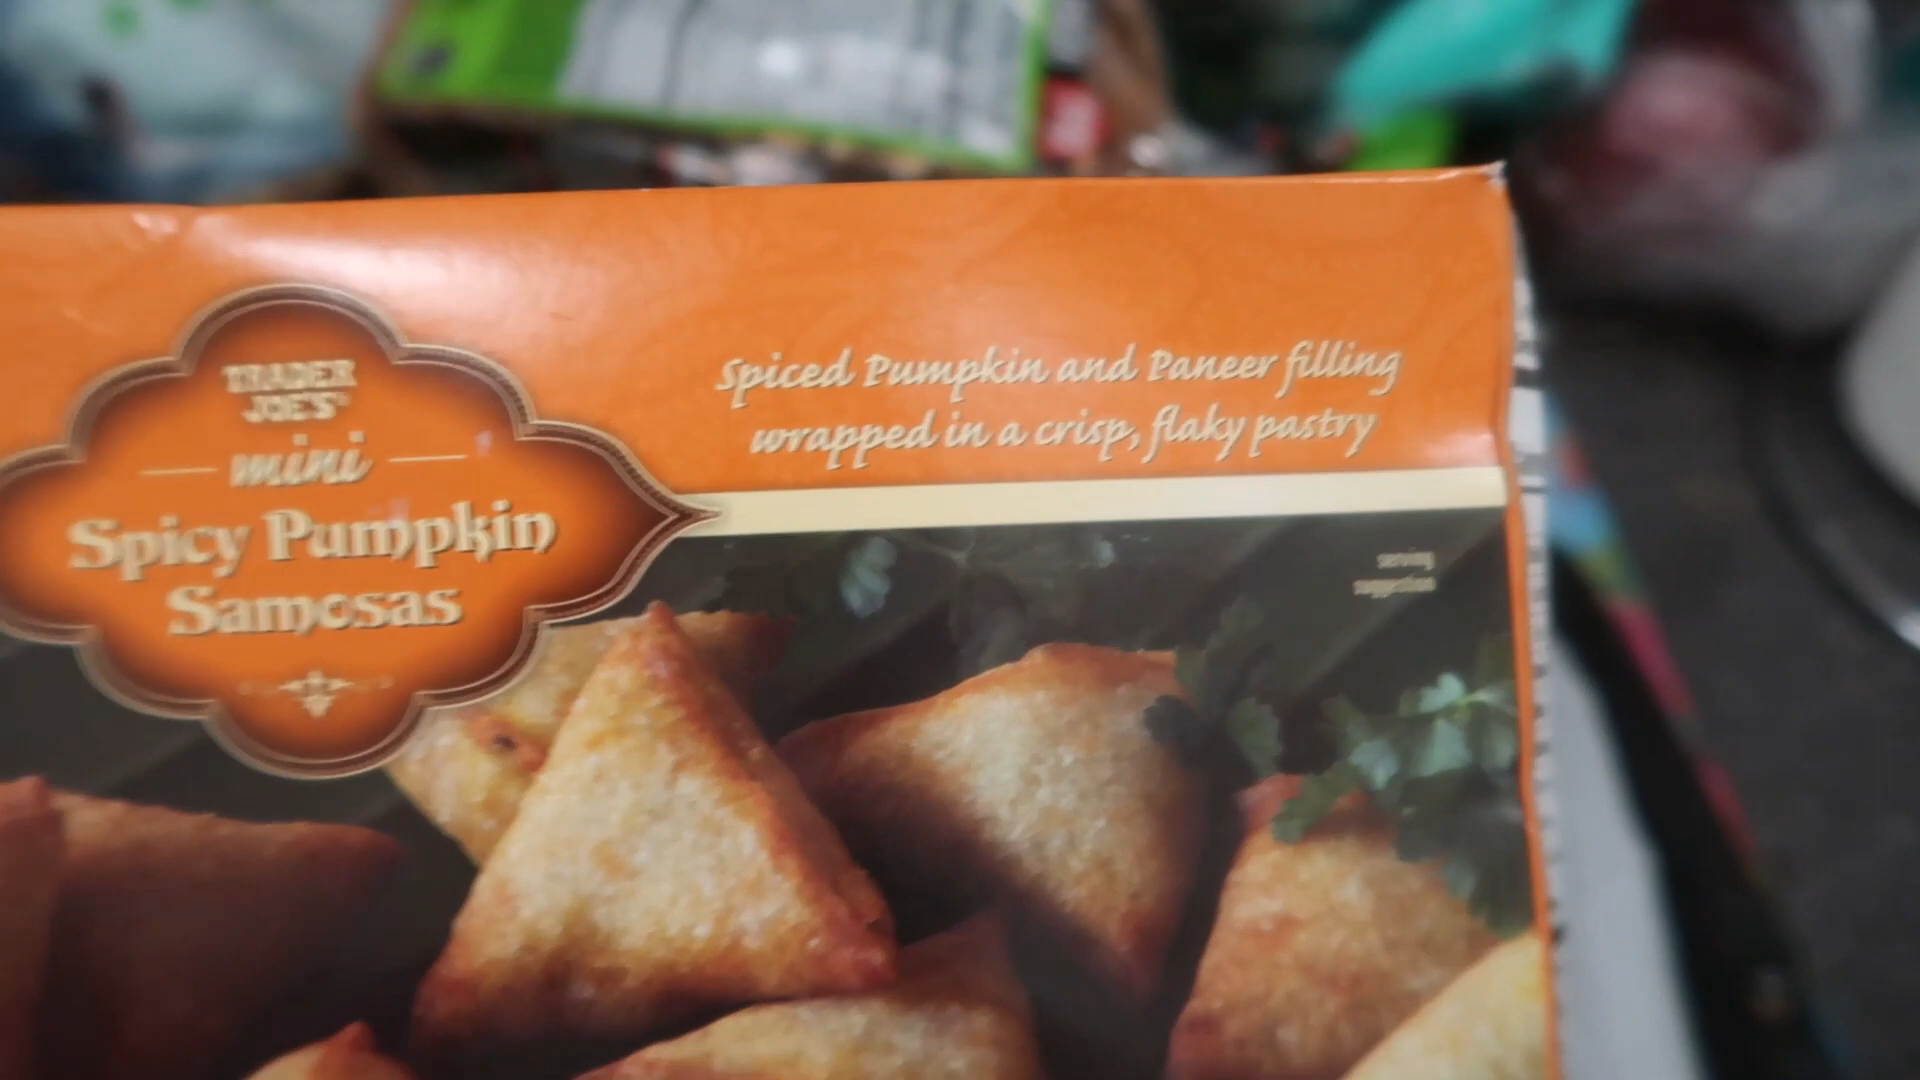 TRADER
JOE'S
mini
Spicy Pumpkin
Samosas
Spiced Pumpkin and Paneer filling
wrapped in a crisp, flaky pastry
serving
suggestion